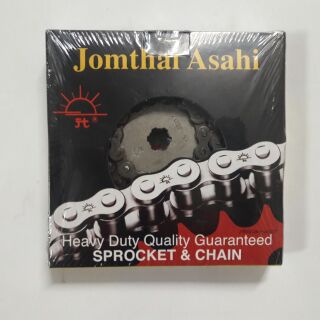 Jomthai Asahi
Heavy Duty Quality Guaranteed
SPROCKET & CHAIN